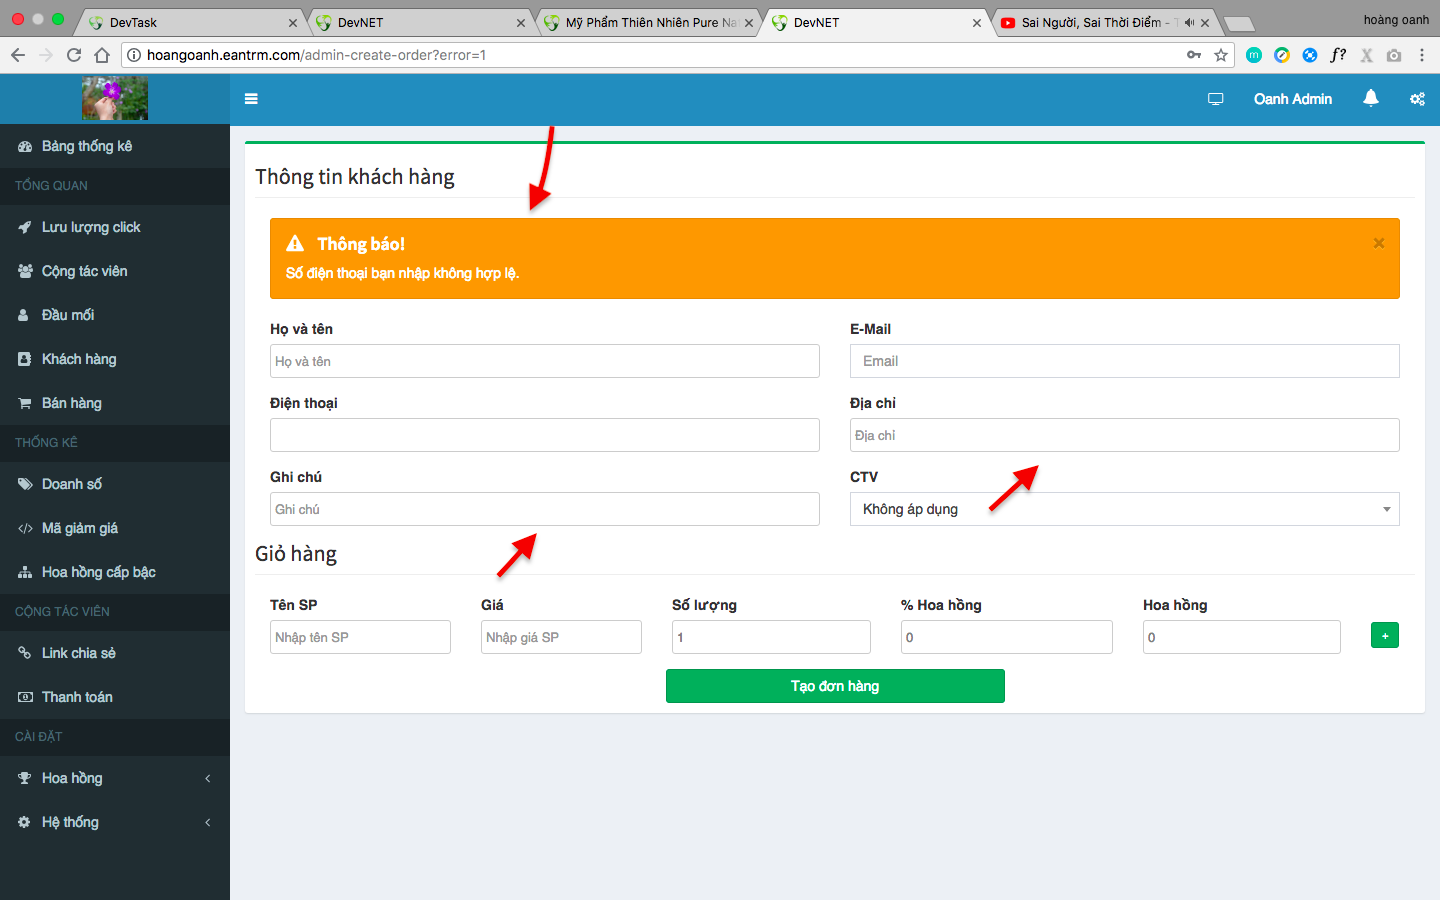 DevTask
DevNET
Mỹ Phẩm Thiên Nhiên Pure Na
DevNET
Sai Người, Sai Thời Điểm - T
hoàng oanh
hoangoanh.eantrm.com/admin-create-order?error=1
Oanh Admin
Bảng thống kê
TỔNG QUAN
Lưu lượng click
Cộng tác viên
Đầu mối
Khách hàng
Bán hàng
THỐNG KÊ
Doanh số
Mã giảm giá
Hoa hồng cấp bậc
CỘNG TÁC VIÊN
Link chia sẻ
Thanh toán
CÀI ĐẶT
Hoa hồng
Hệ thống
Thông tin khách hàng
Thông báo!
Số điện thoại bạn nhập không hợp lệ.
Họ và tên
Họ và tên
E-Mail
Email
Điện thoại
Địa chỉ
Địa chỉ
Ghi chú
Ghi chú
CTV
Không áp dụng
Giỏ hàng
Tên SP
Giá
Số lượng
% Hoa hồng
Hoa hồng
Nhập tên SP
Nhập giá SP
1
0
0
+
Tạo đơn hàng